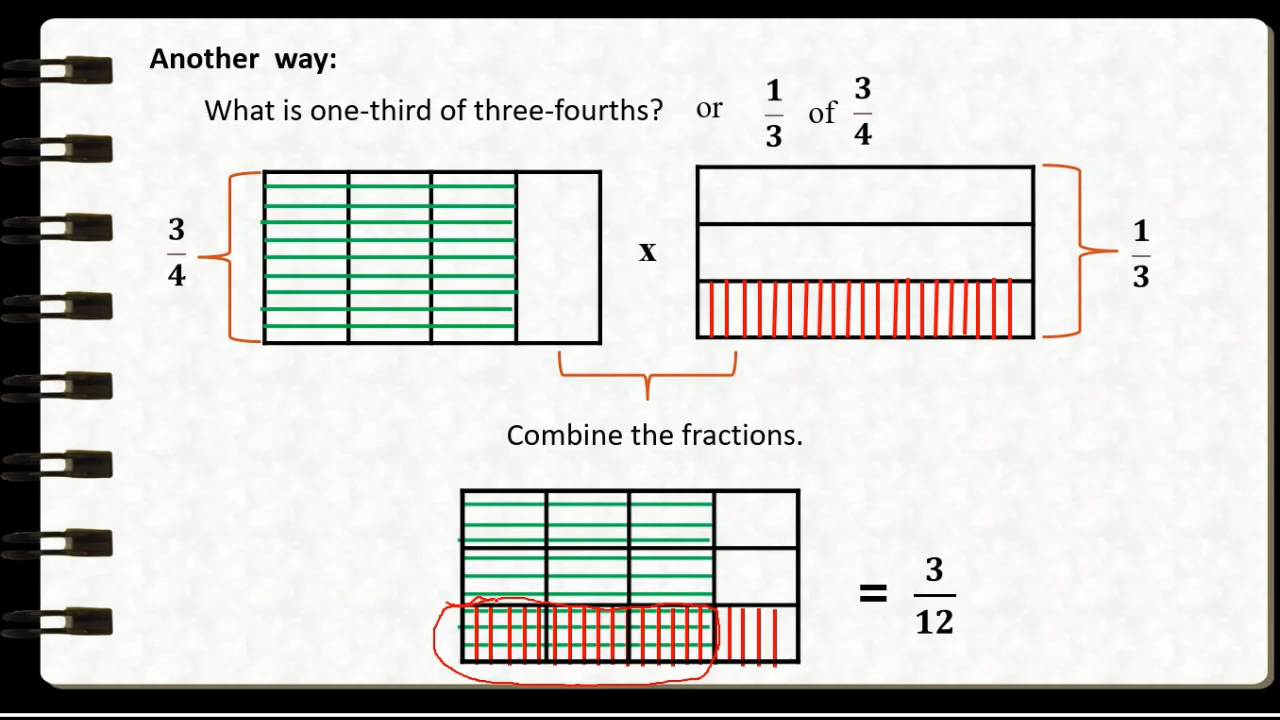 Another way:
What is one-third of three-fourths? or 1/3 of 3/4
3/4
x
1/3
Combine the fractions.
= 3/12